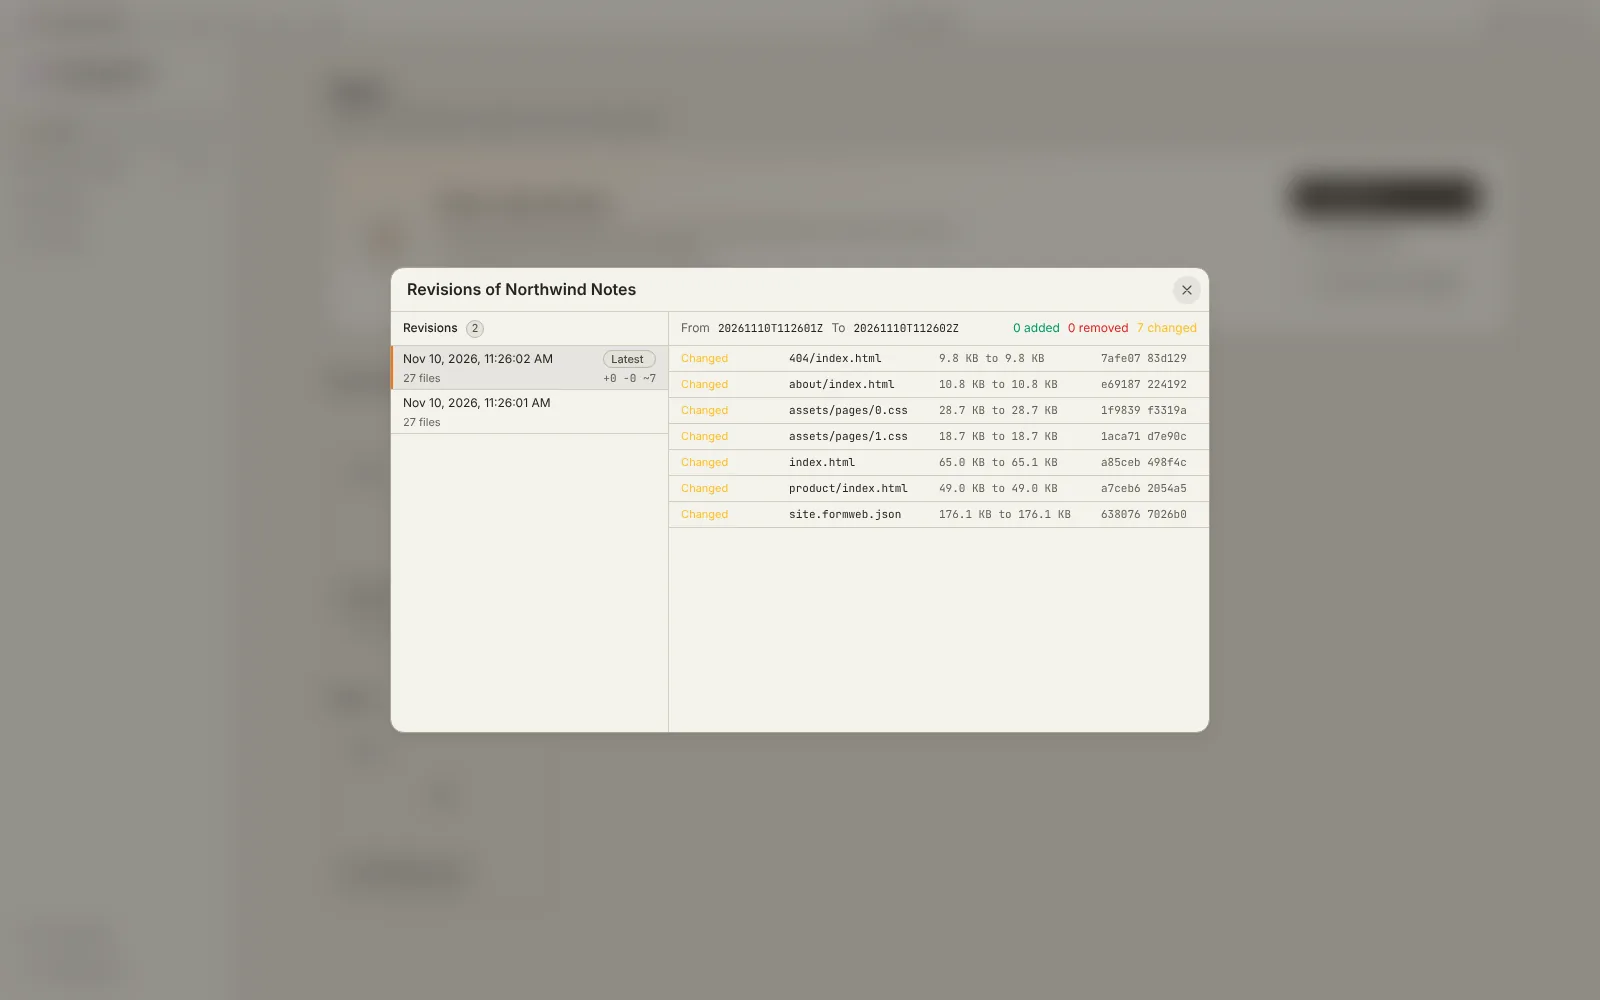 Revisions of Northwind Notes
Revisions 2
Nov 10, 2026, 11:26:02 AM Latest
27 files +0 -0 ~7
Nov 10, 2026, 11:26:01 AM
27 files
From 20261110T112601Z To 20261110T112602Z 0 added 0 removed 7 changed
Changed 404/index.html 9.8 KB to 9.8 KB 7afe07 83d129
Changed about/index.html 10.8 KB to 10.8 KB e69187 224192
Changed assets/pages/0.css 28.7 KB to 28.7 KB 1f9839 f3319a
Changed assets/pages/1.css 18.7 KB to 18.7 KB 1aca71 d7e90c
Changed index.html 65.0 KB to 65.1 KB a85ceb 498f4c
Changed product/index.html 49.0 KB to 49.0 KB a7ceb6 2054a5
Changed site.formweb.json 176.1 KB to 176.1 KB 638076 7026b0